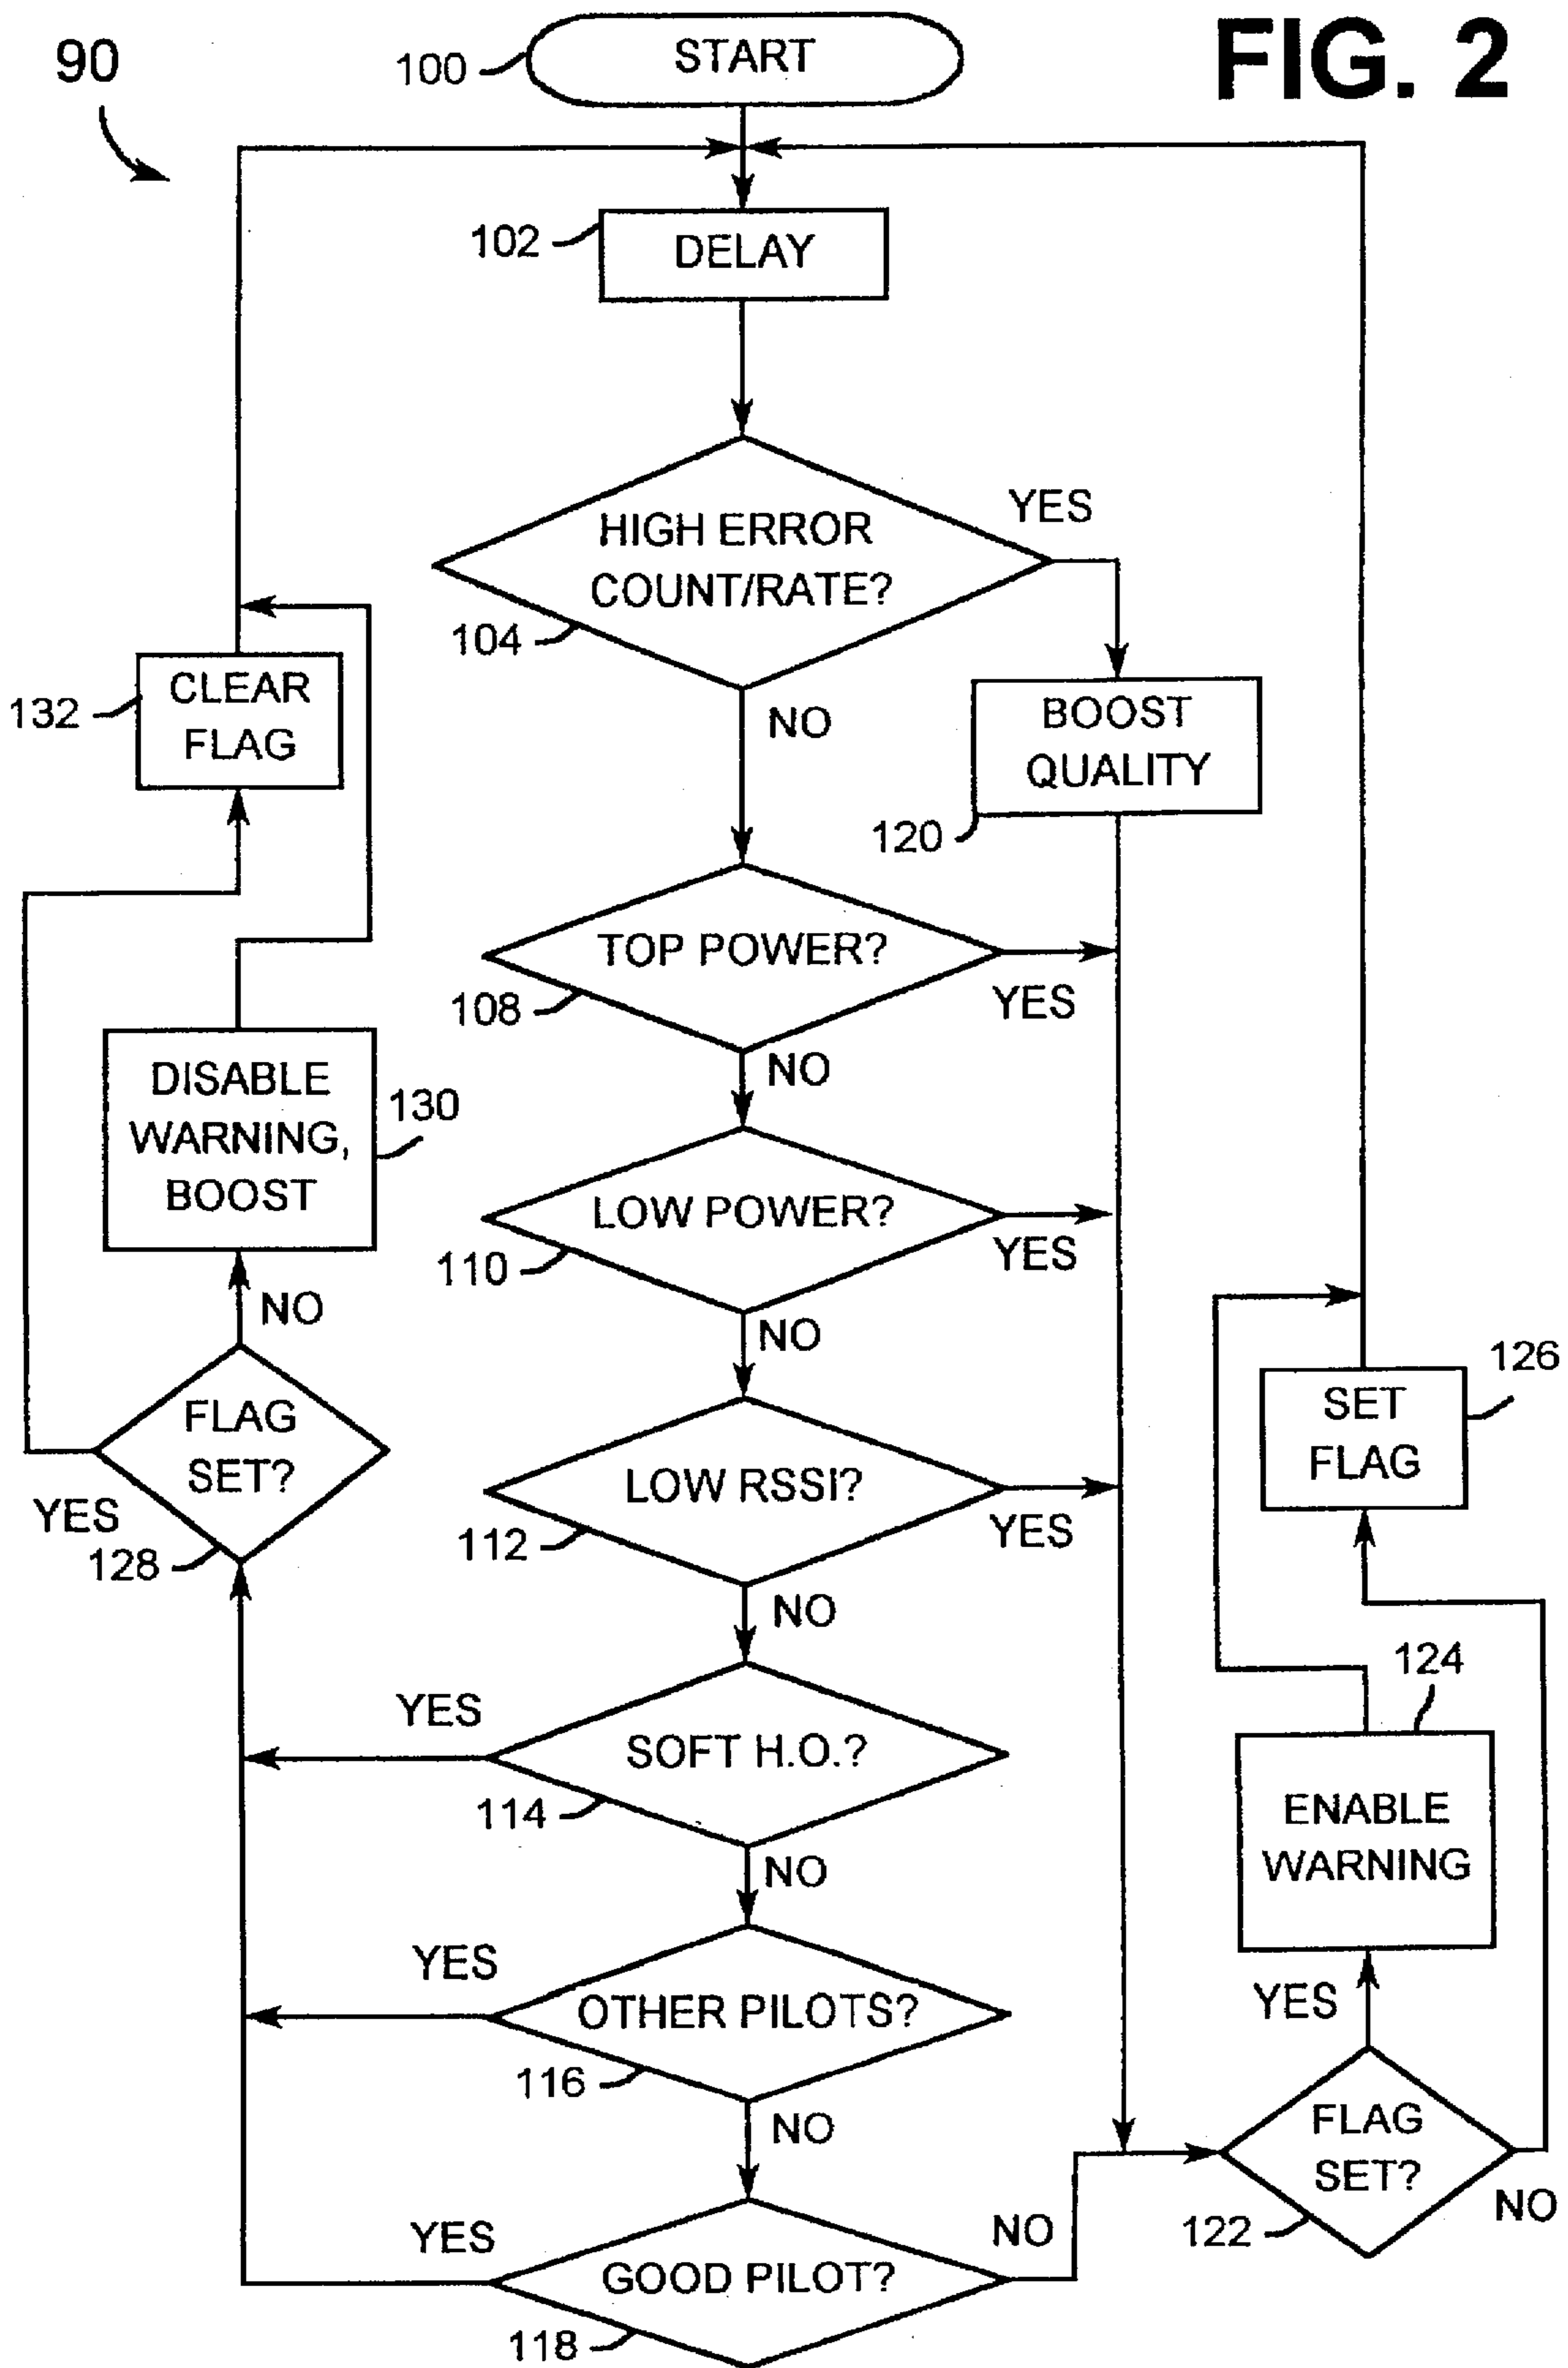 FIG. 2
90
100
START
102
DELAY
HIGH ERROR
COUNT/RATE?
104
YES
NO
132
CLEAR
FLAG
BOOST
QUALITY
120
TOP POWER?
108
YES
NO
DISABLE
WARNING,
BOOST
130
LOW POWER?
110
YES
NO
NO
FLAG
SET?
YES
128
LOW RSSI?
112
YES
NO
SET
FLAG
126
YES
SOFT H.O.?
114
NO
124
ENABLE
WARNING
YES
OTHER PILOTS?
116
NO
YES
FLAG
SET?
122
NO
YES
GOOD PILOT?
NO
118